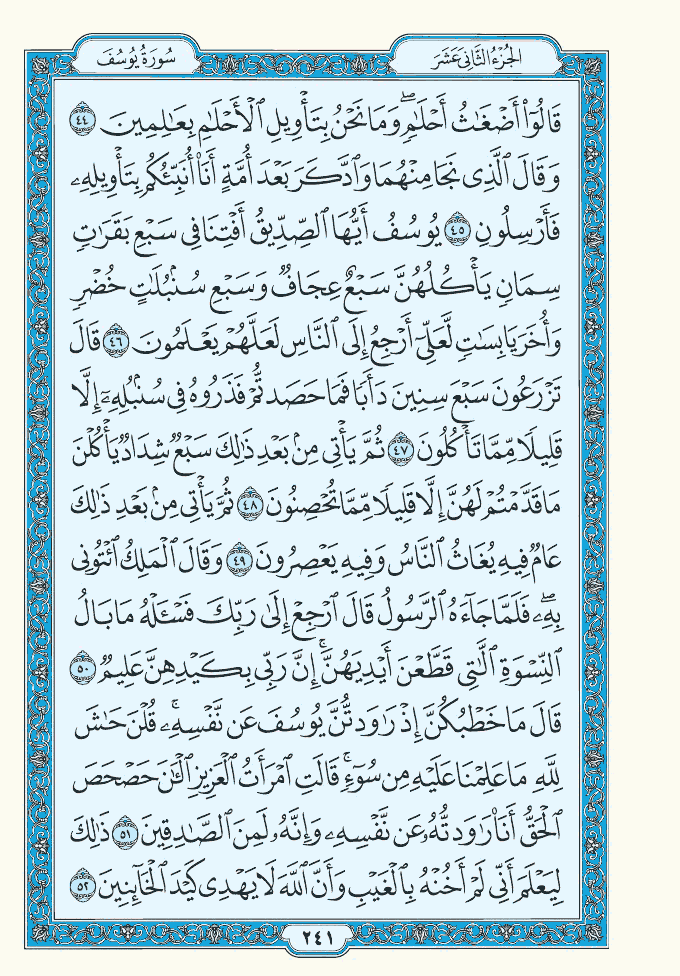 الجُزْءُ الثَّانِي عَشَرَ
سُورَةُ يُوسُفَ
قَالُوٓاْ أَضْغَٰثُ أَحْلَٰمٖۖ وَمَا نَحْنُ بِتَأْوِيلِ ٱلْأَحْلَٰمِ بِعَٰلِمِينَ ٤٤
وَقَالَ ٱلَّذِي نَجَا مِنْهُمَا وَٱدَّكَرَ بَعْدَ أُمَّةٍ أَنَا۠ أُنَبِّئُكُم بِتَأْوِيلِهِۦ
فَأَرْسِلُونِ ٤٥ يُوسُفُ أَيُّهَا ٱلصِّدِّيقُ أَفْتِنَا فِي سَبْعِ بَقَرَٰتٖ
سِمَانٖ يَأْكُلُهُنَّ سَبْعٌ عِجَافٞ وَسَبْعِ سُنۢبُلَٰتٍ خُضْرٖ
وَأُخَرَ يَابِسَٰتٖ لَّعَلِّيٓ أَرْجِعُ إِلَى ٱلنَّاسِ لَعَلَّهُمْ يَعْلَمُونَ ٤٦ قَالَ
تَزْرَعُونَ سَبْعَ سِنِينَ دَأَبٗا فَمَا حَصَدتُّمْ فَذَرُوهُ فِي سُنۢبُلِهِۦٓ إِلَّا
قَلِيلٗا مِّمَّا تَأْكُلُونَ ٤٧ ثُمَّ يَأْتِي مِنۢ بَعْدِ ذَٰلِكَ سَبْعٞ شِدَادٞ يَأْكُلْنَ
مَا قَدَّمْتُمْ لَهُنَّ إِلَّا قَلِيلٗا مِّمَّا تُحْصِنُونَ ٤٨ ثُمَّ يَأْتِي مِنۢ بَعْدِ ذَٰلِكَ
عَامٞ فِيهِ يُغَاثُ ٱلنَّاسُ وَفِيهِ يَعْصِرُونَ ٤٩ وَقَالَ ٱلْمَلِكُ ٱئْتُونِي
بِهِۦۖ فَلَمَّا جَآءَهُ ٱلرَّسُولُ قَالَ ٱرْجِعْ إِلَىٰ رَبِّكَ فَسْـَٔلْهُ مَا بَالُ
ٱلنِّسْوَةِ ٱلَّٰتِي قَطَّعْنَ أَيْدِيَهُنَّۚ إِنَّ رَبِّي بِكَيْدِهِنَّ عَلِيمٞ ٥٠
قَالَ مَا خَطْبُكُنَّ إِذْ رَٰوَدتُّنَّ يُوسُفَ عَن نَّفْسِهِۦۚ قُلْنَ حَٰشَ
لِلَّهِ مَا عَلِمْنَا عَلَيْهِ مِن سُوٓءٖۚ قَالَتِ ٱمْرَأَتُ ٱلْعَزِيزِ ٱلْـَٰٔنَ حَصْحَصَ
ٱلْحَقُّ أَنَا۠ رَٰوَدتُّهُۥ عَن نَّفْسِهِۦ وَإِنَّهُۥ لَمِنَ ٱلصَّٰدِقِينَ ٥١ ذَٰلِكَ
لِيَعْلَمَ أَنِّي لَمْ أَخُنْهُ بِٱلْغَيْبِ وَأَنَّ ٱللَّهَ لَا يَهْدِي كَيْدَ ٱلْخَآئِنِينَ ٥٢
٢٤١